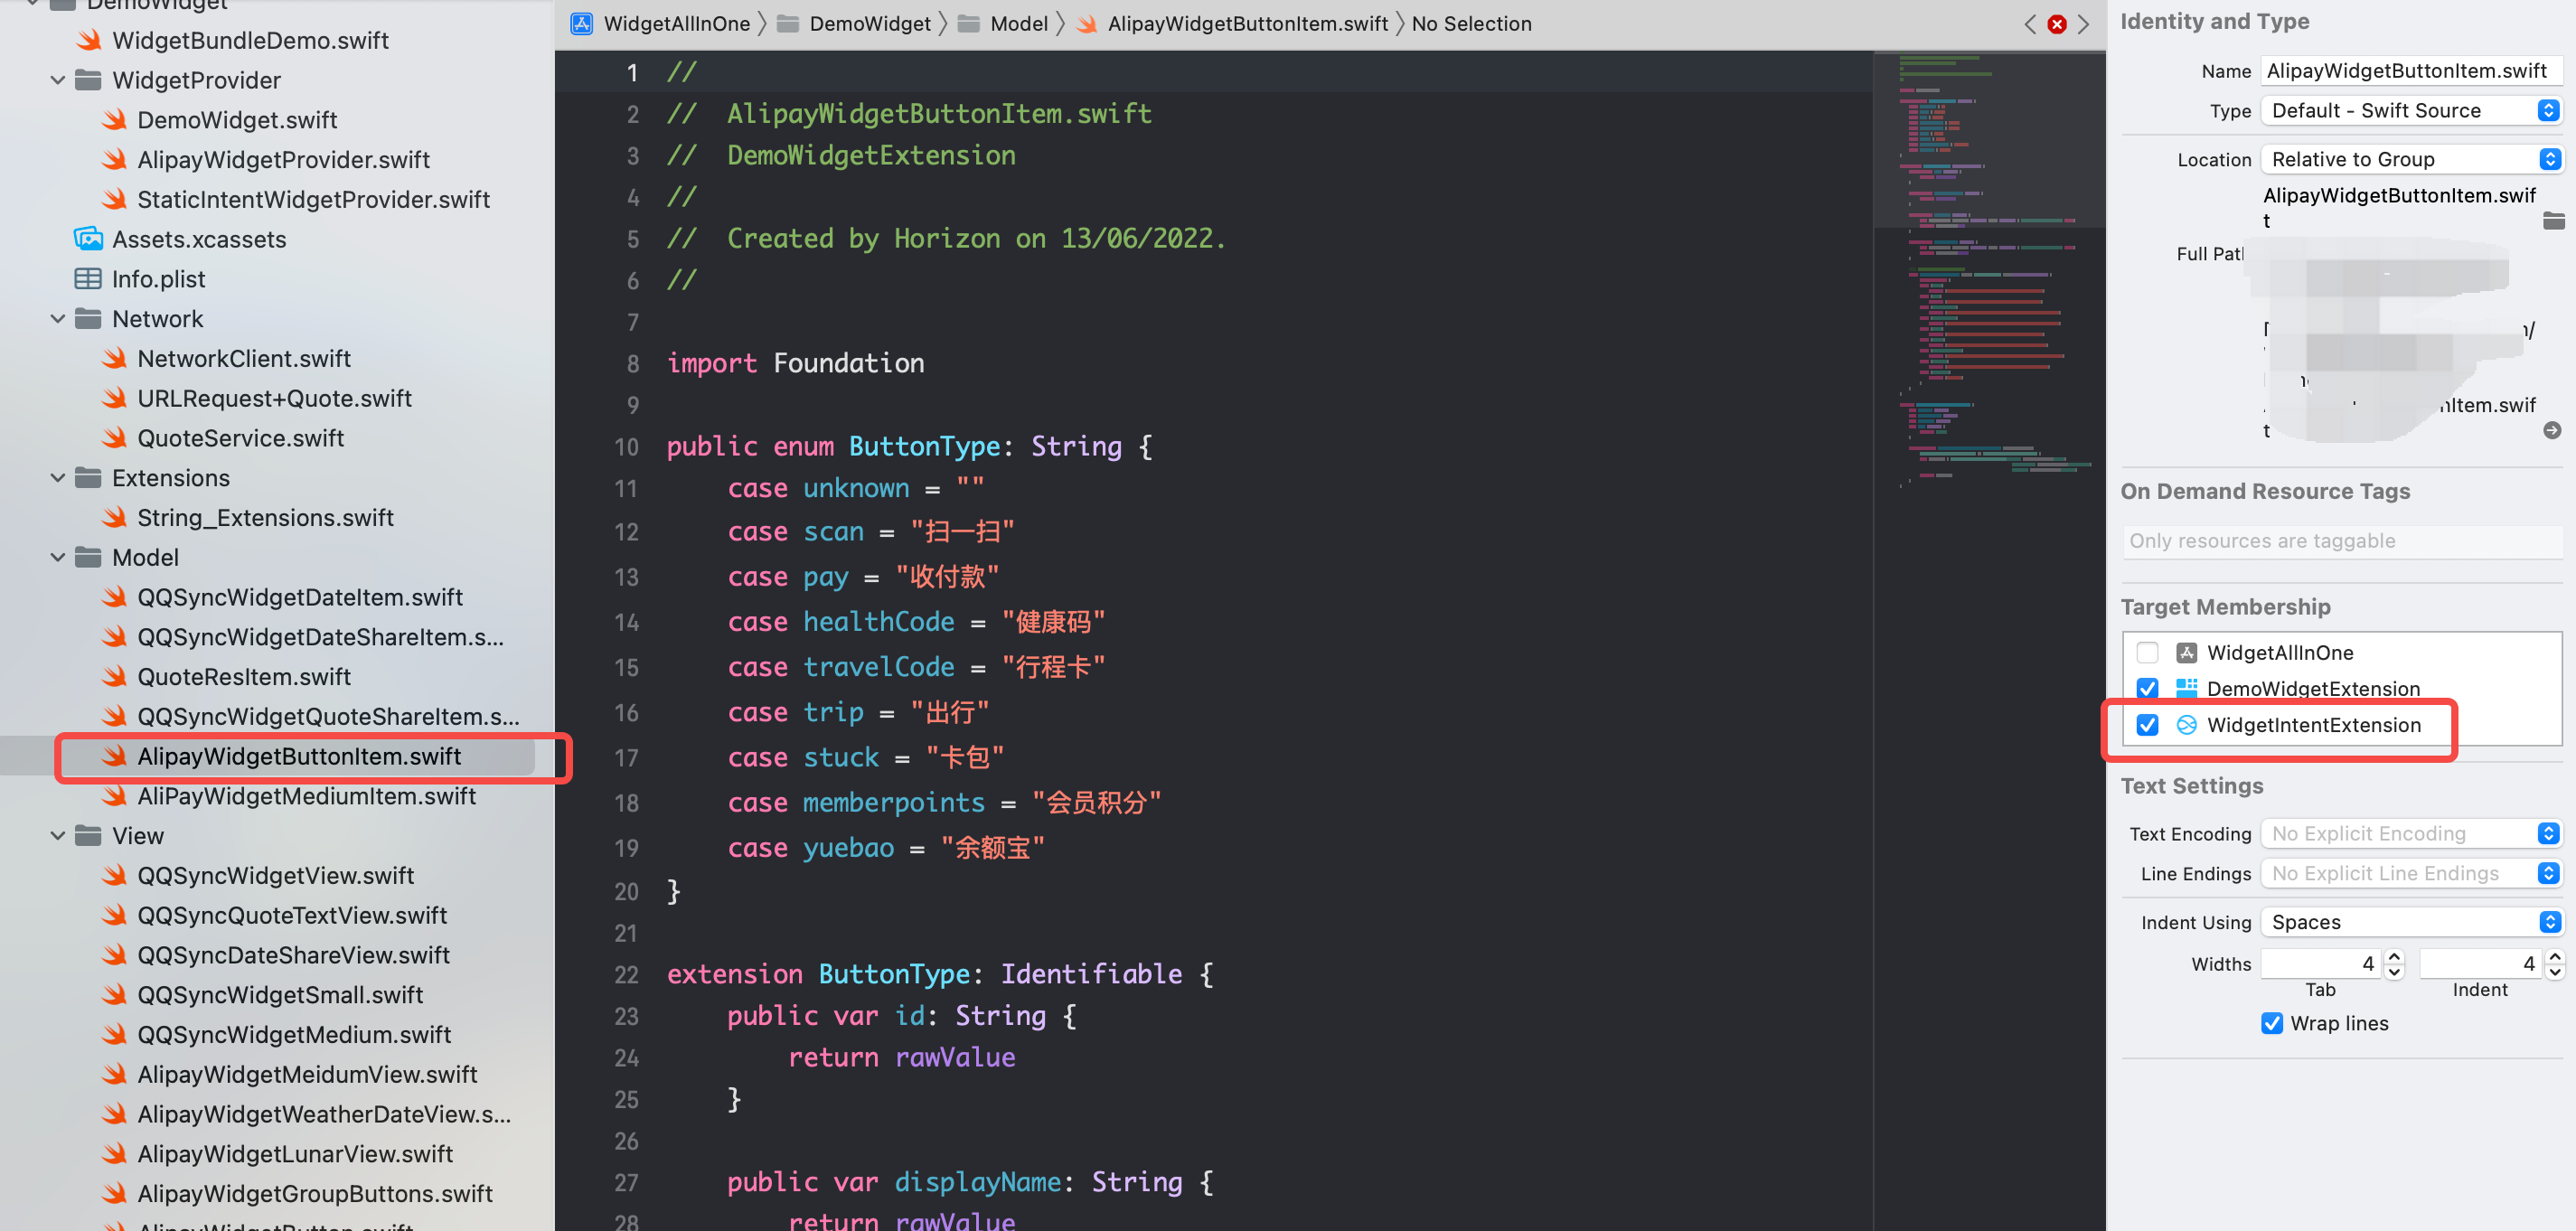 DemoWidget
WidgetBundleDemo.swift
WidgetProvider
DemoWidget.swift
AlipayWidgetProvider.swift
StaticIntentWidgetProvider.swift
Assets.xcassets
Info.plist
Network
NetworkClient.swift
URLRequest+Quote.swift
QuoteService.swift
Extensions
String_Extensions.swift
Model
QQSyncWidgetDateItem.swift
QQSyncWidgetDateShareItem.s...
QuoteResItem.swift
QQSyncWidgetQuoteShareItem.s...
AlipayWidgetButtonItem.swift
AliPayWidgetMediumItem.swift
View
QQSyncWidgetView.swift
QQSyncQuoteTextView.swift
QQSyncDateShareView.swift
QQSyncWidgetSmall.swift
QQSyncWidgetMedium.swift
AlipayWidgetMeidumView.swift
AlipayWidgetWeatherDateView.s...
AlipayWidgetLunarView.swift
AlipayWidgetGroupButtons.swift
AlipayWidgetButton.swift
WidgetAllInOne DemoWidget Model AlipayWidgetButtonItem.swift No Selection
1 //
2 //  AlipayWidgetButtonItem.swift
3 //  DemoWidgetExtension
4 //
5 //  Created by Horizon on 13/06/2022.
6 //
7
8 import Foundation
9
10 public enum ButtonType: String {
11     case unknown = ""
12     case scan = "扫一扫"
13     case pay = "收付款"
14     case healthCode = "健康码"
15     case travelCode = "行程卡"
16     case trip = "出行"
17     case stuck = "卡包"
18     case memberpoints = "会员积分"
19     case yuebao = "余额宝"
20 }
21
22 extension ButtonType: Identifiable {
23     public var id: String {
24         return rawValue
25     }
26
27     public var displayName: String {
28         return rawValue
Identity and Type
Name AlipayWidgetButtonItem.swift
Type Default - Swift Source
Location Relative to Group
AlipayWidgetButtonItem.swif
t
Full Path
nItem.swif
t
On Demand Resource Tags
Only resources are taggable
Target Membership
WidgetAllInOne
DemoWidgetExtension
WidgetIntentExtension
Text Settings
Text Encoding No Explicit Encoding
Line Endings No Explicit Line Endings
Indent Using Spaces
Widths 4 4
Tab Indent
Wrap lines